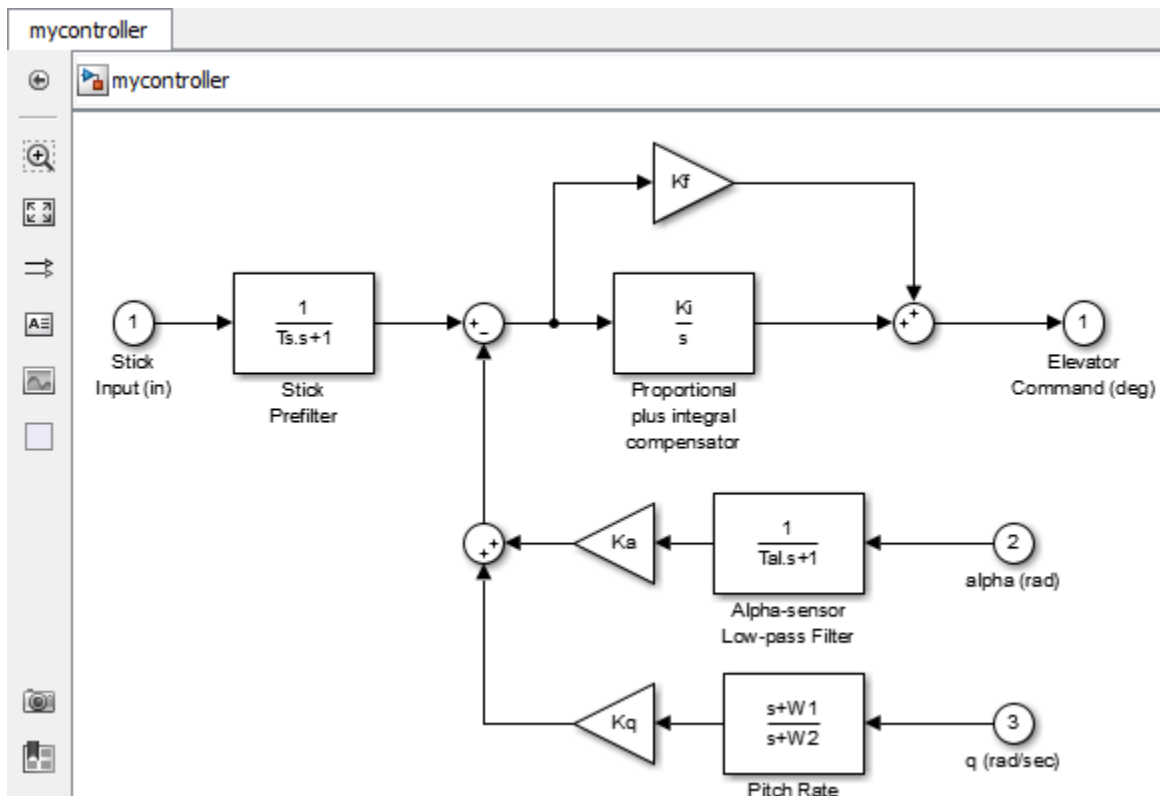 mycontroller
mycontroller
Kf
1
Stick
Input (in)
1
Ts.s+1
Stick
Prefilter
+
−
Ki
s
Proportional
plus integral
compensator
+
+
1
Elevator
Command (deg)
+
+
Ka
1
Tal.s+1
Alpha-sensor
Low-pass Filter
2
alpha (rad)
Kq
s+W1
s+W2
Pitch Rate
3
q (rad/sec)
A